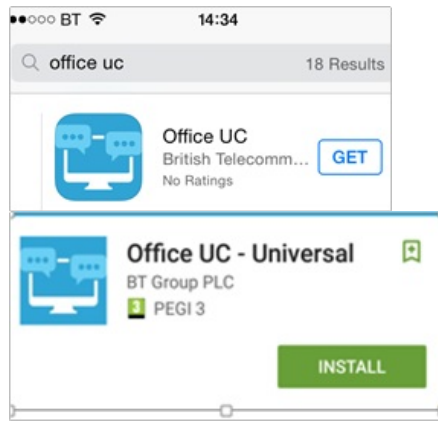 BT 14:34
office uc 18 Results
Office UC
British Telecomm... GET
No Ratings
Office UC - Universal
BT Group PLC
3 PEGI 3
INSTALL